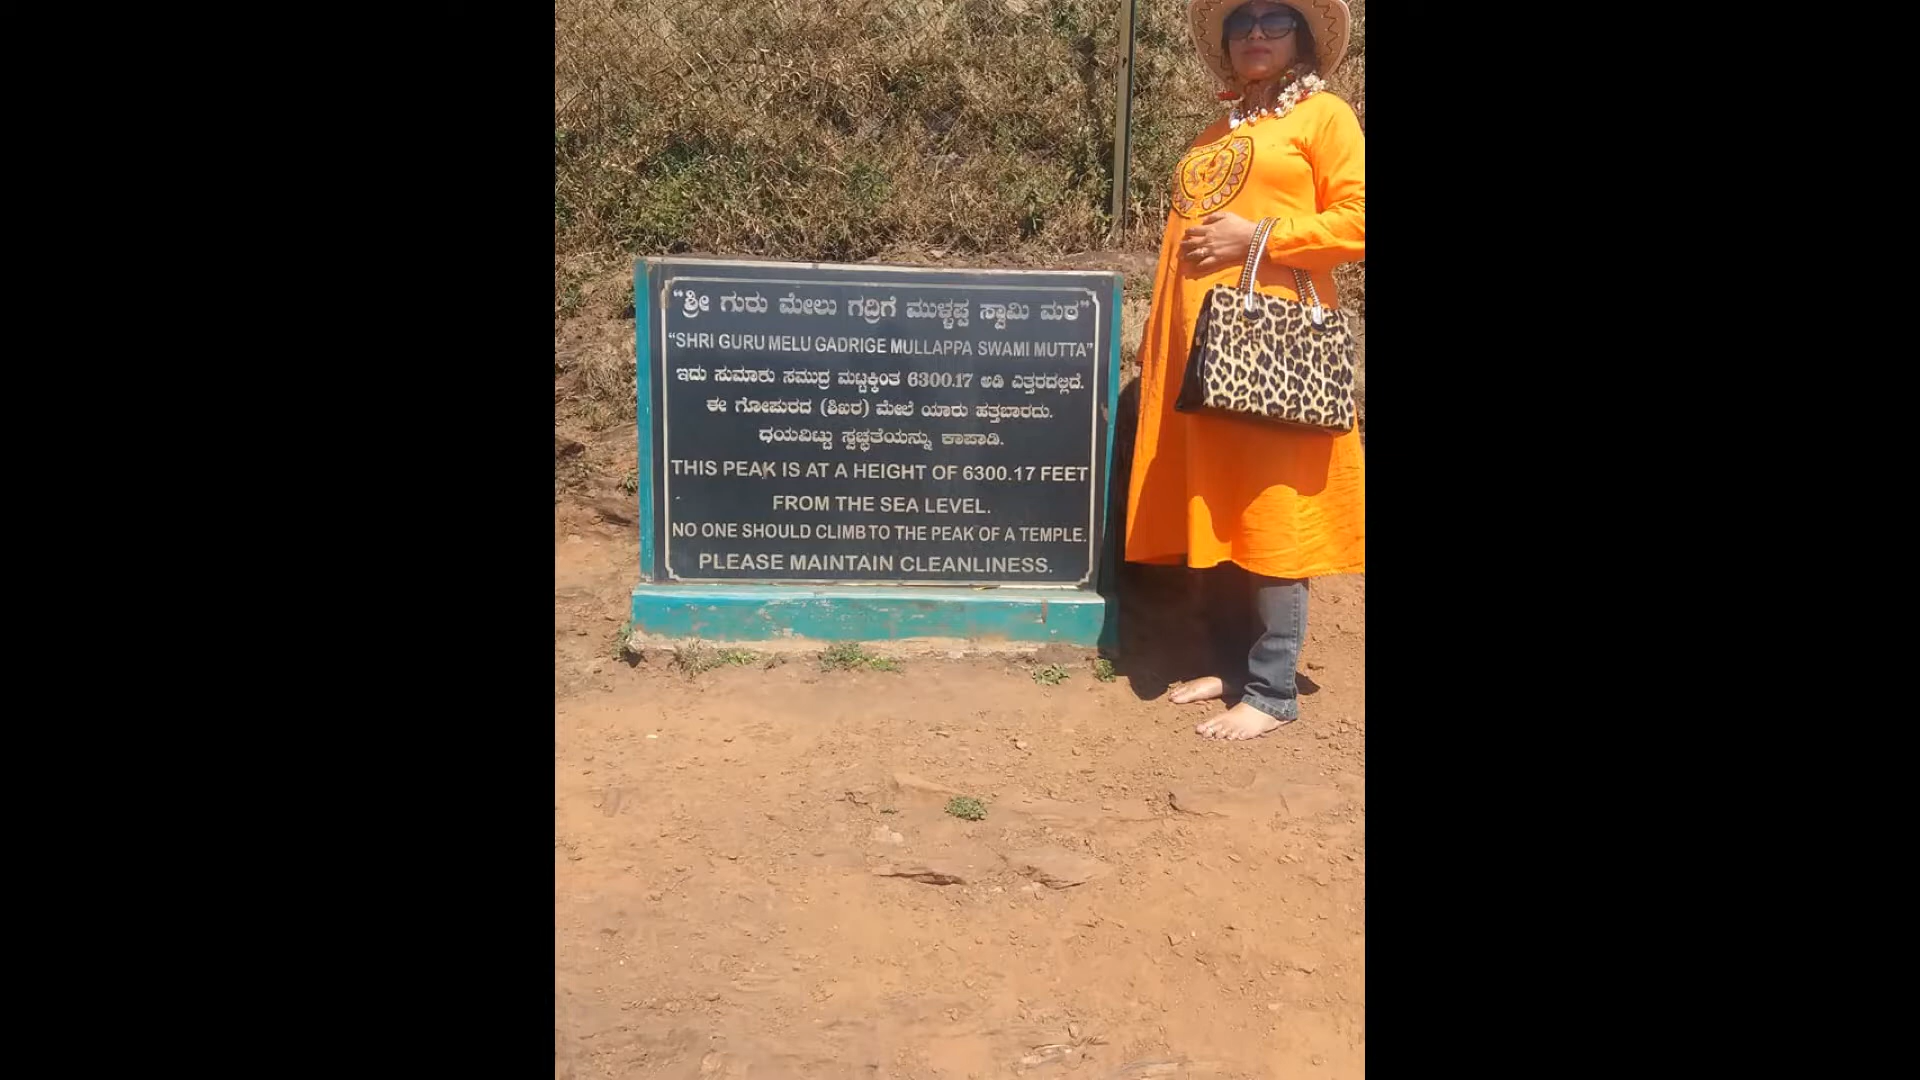 "ಶ್ರೀ ಗುರು ಮೇಲು ಗದ್ರಿಗೆ ಮುಳ್ಳಪ್ಪ ಸ್ವಾಮಿ ಮಠ"
"SHRI GURU MELU GADRIGE MULLAPPA SWAMI MUTTA"
ಇದು ಸುಮಾರು ಸಮುದ್ರ ಮಟ್ಟಕ್ಕಿಂತ 6300.17 ಅಡಿ ಎತ್ತರದಲ್ಲಿದೆ.
ಈ ಗೋಪುರದ (ಶಿಖರ) ಮೇಲೆ ಯಾರು ಹತ್ತಬಾರದು.
ಧಯವಿಟ್ಟು ಸ್ವಚ್ಛತೆಯನ್ನು ಕಾಪಾಡಿ.
THIS PEAK IS AT A HEIGHT OF 6300.17 FEET
FROM THE SEA LEVEL.
NO ONE SHOULD CLIMB TO THE PEAK OF A TEMPLE.
PLEASE MAINTAIN CLEANLINESS.